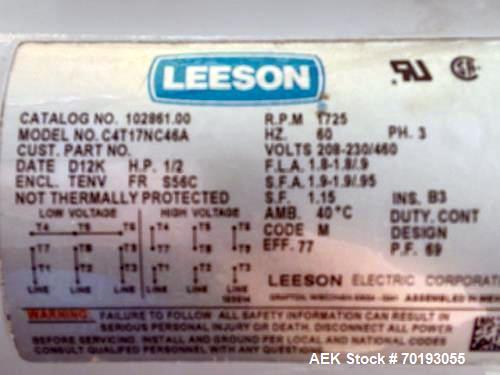 LEESON
CATALOG NO. 102861.00
MODEL NO. C4T17NC46A
CUST. PART NO.
DATE D12K H.P. 1/2
ENCL. TENV FR S56C
NOT THERMALLY PROTECTED
R.P.M 1725
HZ. 60 PH. 3
VOLTS 208-230/460
F.L.A. 1.8-1.8/.9
S.F.A. 1.9-1.9/.95
S.F. 1.15 INS. B3
AMB. 40°C DUTY. CONT
CODE M DESIGN
EFF. 77 P.F. 69
LOW VOLTAGE HIGH VOLTAGE
T4 T5 T6 T4 T5 T6
T7 T8 T9 T7 T8 T9
T1 T2 T3 T1 T2 T3
LINE LINE LINE LINE LINE LINE
LEESON ELECTRIC CORPORAT
ASSEMBLED IN
WARNING: FAILURE TO FOLLOW ALL SAFETY INSTRUCTION
SERIOUS PERSONAL INJURY OR DEATH. DISCONNECT ALL POWER
BEFORE SERVICING. INSTALL AND GROUND PER LOCAL AND NATIONAL CODES
CONSULT QUALIFIED PERSONNEL WITH ANY QUESTIONS.
AEK Stock # 70193055